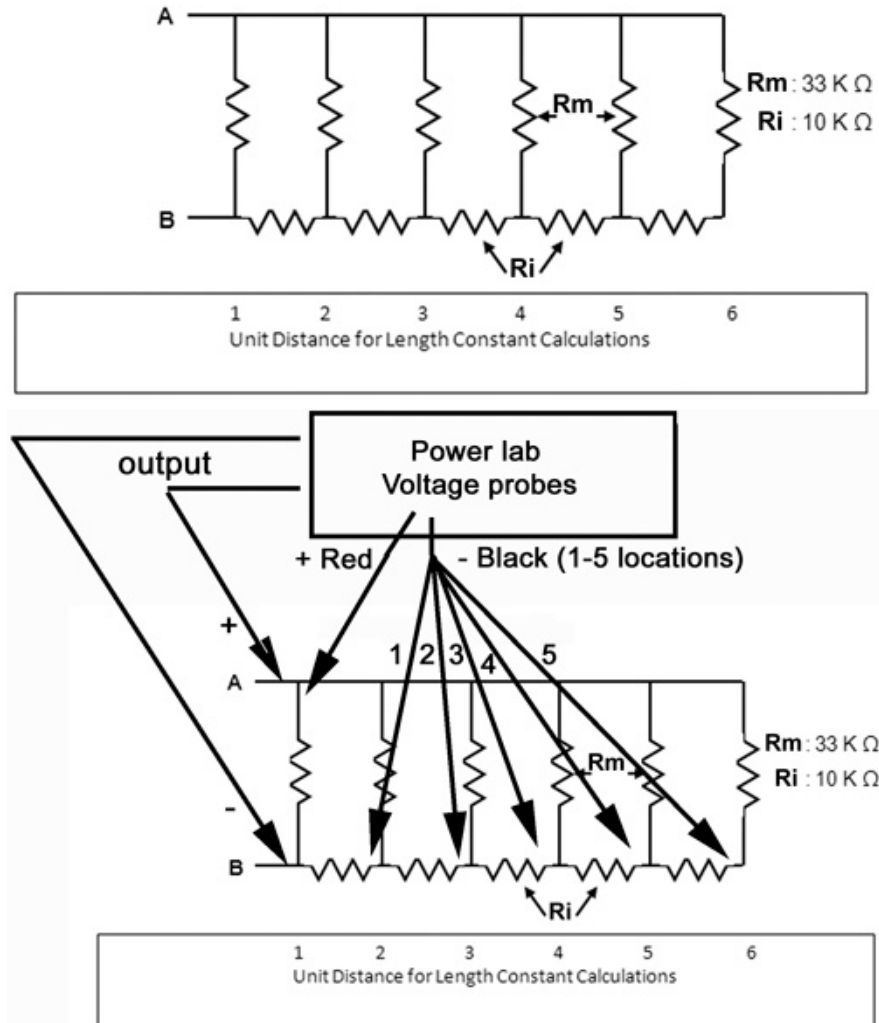 A
Rm : 33 K Ω
Rm
Ri : 10 K Ω
B
Ri
1 2 3 4 5 6
Unit Distance for Length Constant Calculations
output
Power lab
Voltage probes
+ Red
- Black (1-5 locations)
+
1 2 3 4 5
A
Rm : 33 K Ω
Rm
Ri : 10 K Ω
-
B
Ri
1 2 3 4 5 6
Unit Distance for Length Constant Calculations